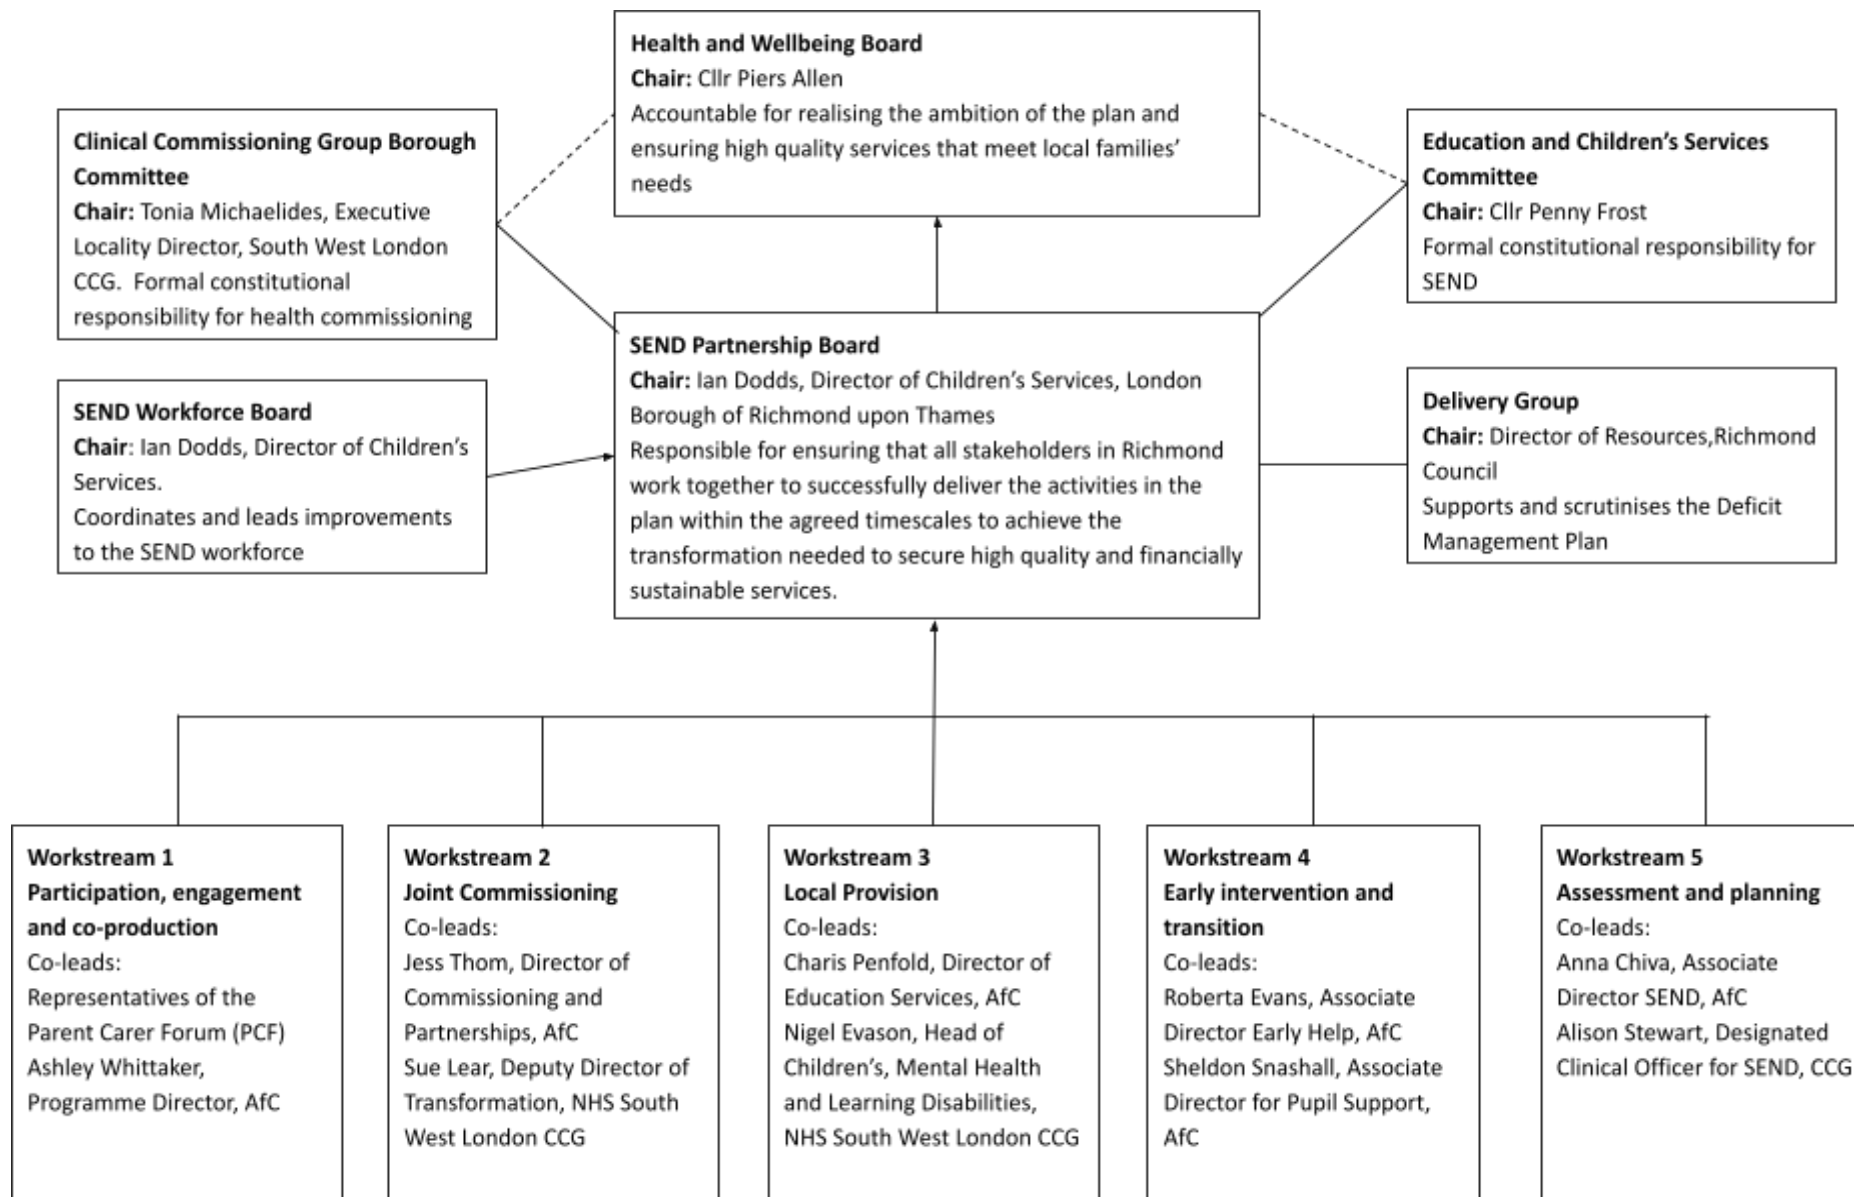 Health and Wellbeing Board
Chair: Cllr Piers Allen
Accountable for realising the ambition of the plan and
ensuring high quality services that meet local families’
needs
Clinical Commissioning Group Borough
Committee
Chair: Tonia Michaelides, Executive
Locality Director, South West London
CCG.  Formal constitutional
responsibility for health commissioning
Education and Children’s Services
Committee
Chair: Cllr Penny Frost
Formal constitutional responsibility for
SEND
SEND Workforce Board
Chair: Ian Dodds, Director of Children’s
Services.
Coordinates and leads improvements
to the SEND workforce
SEND Partnership Board
Chair: Ian Dodds, Director of Children’s Services, London
Borough of Richmond upon Thames
Responsible for ensuring that all stakeholders in Richmond
work together to successfully deliver the activities in the
plan within the agreed timescales to achieve the
transformation needed to secure high quality and financially
sustainable services.
Delivery Group
Chair: Director of Resources,Richmond
Council
Supports and scrutinises the Deficit
Management Plan
Workstream 1
Participation, engagement
and co-production
Co-leads:
Representatives of the
Parent Carer Forum (PCF)
Ashley Whittaker,
Programme Director, AfC
Workstream 2
Joint Commissioning
Co-leads:
Jess Thom, Director of
Commissioning and
Partnerships, AfC
Sue Lear, Deputy Director of
Transformation, NHS South
West London CCG
Workstream 3
Local Provision
Co-leads:
Charis Penfold, Director of
Education Services, AfC
Nigel Evason, Head of
Children’s, Mental Health
and Learning Disabilities,
NHS South West London CCG
Workstream 4
Early intervention and
transition
Co-leads:
Roberta Evans, Associate
Director Early Help, AfC
Sheldon Snashall, Associate
Director for Pupil Support,
AfC
Workstream 5
Assessment and planning
Co-leads:
Anna Chiva, Associate
Director SEND, AfC
Alison Stewart, Designated
Clinical Officer for SEND, CCG